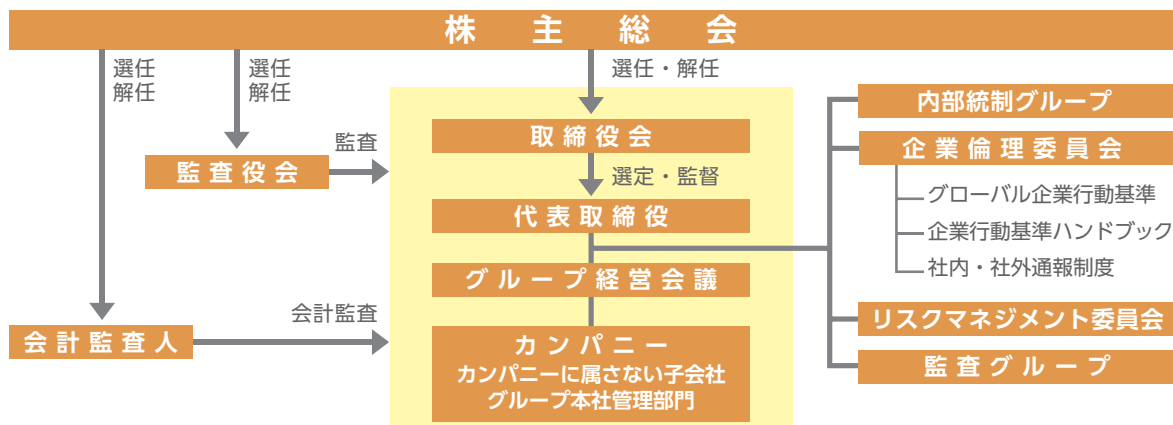 株主総会
選任
解任
選任
解任
選任・解任
取締役会
監査
監査役会
選定・監督
代表取締役
グループ経営会議
会計監査
会計監査人
カンパニー
カンパニーに属さない子会社
グループ本社管理部門
内部統制グループ
企業倫理委員会
グローバル企業行動基準
企業行動基準ハンドブック
社内・社外通報制度
リスクマネジメント委員会
監査グループ